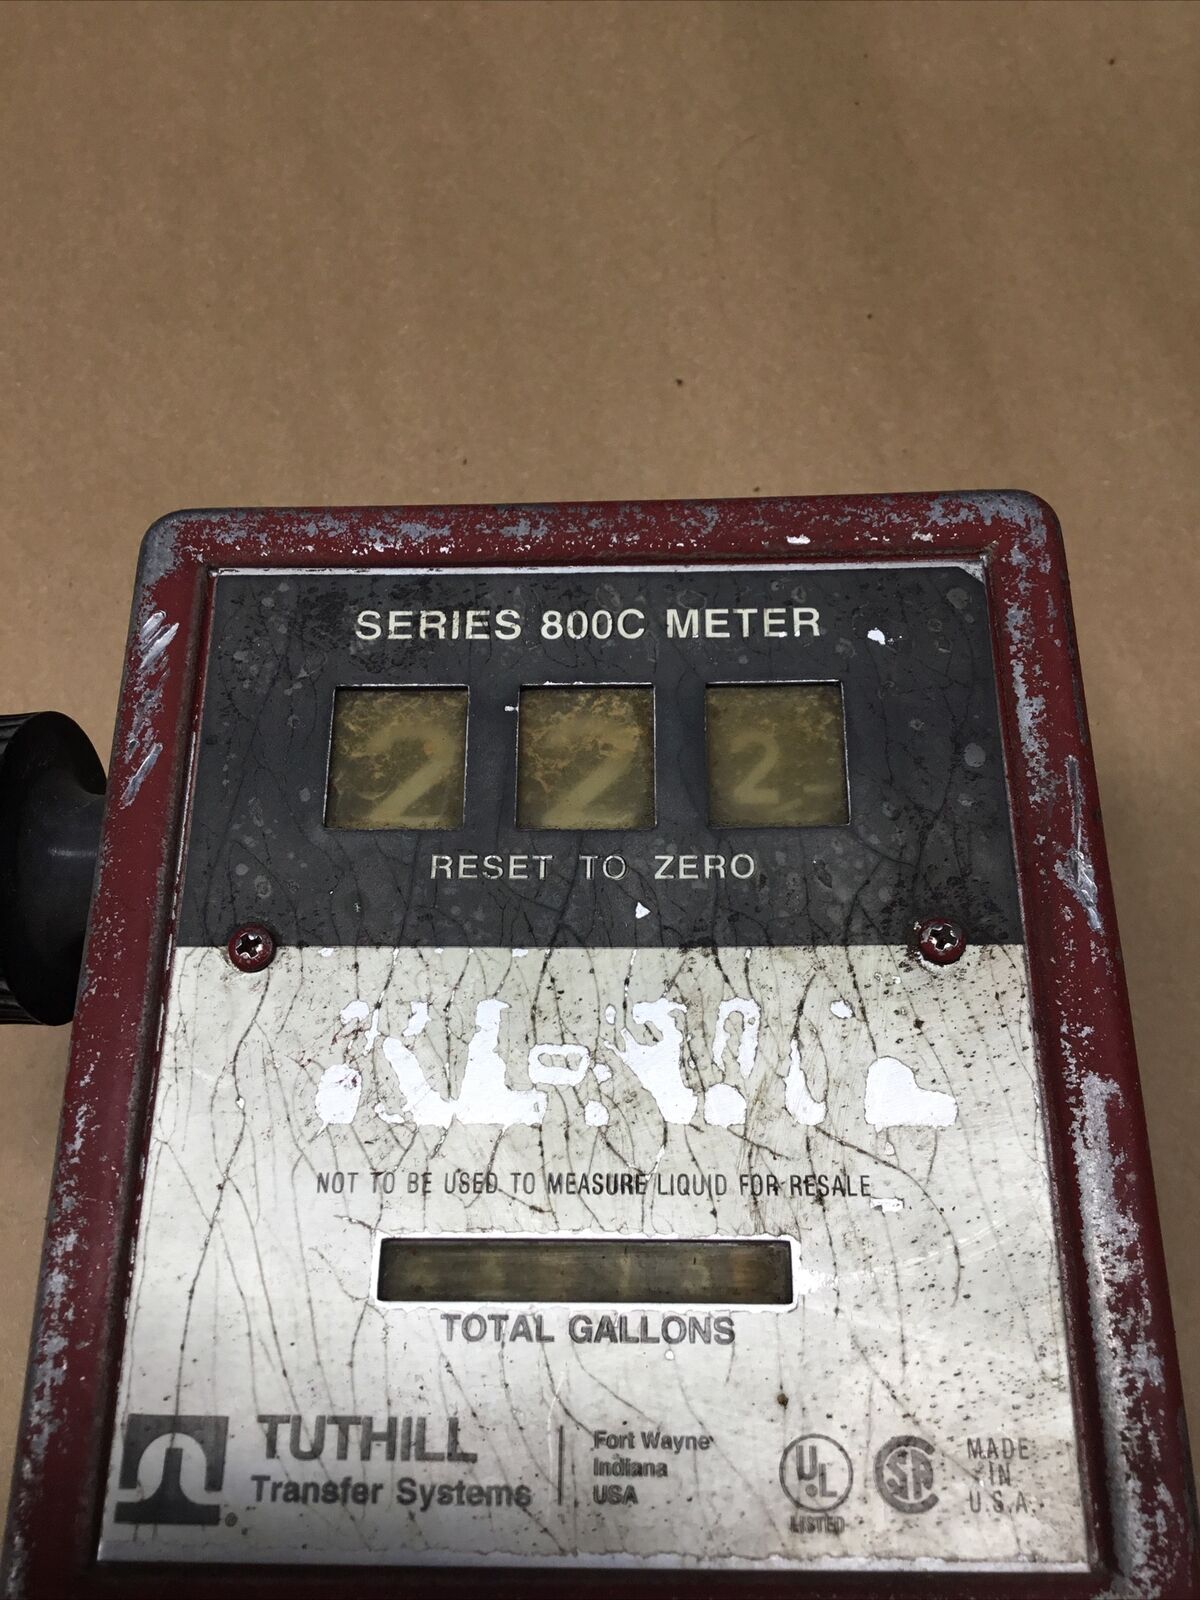 SERIES 800C METER
2 2 2
RESET TO ZERO
NOT TO BE USED TO MEASURE LIQUID FOR RESALE
TOTAL GALLONS
TUTHILL
Transfer Systems
Fort Wayne
Indiana
USA
UL
LISTED
SA
MADE
IN
U.S.A.